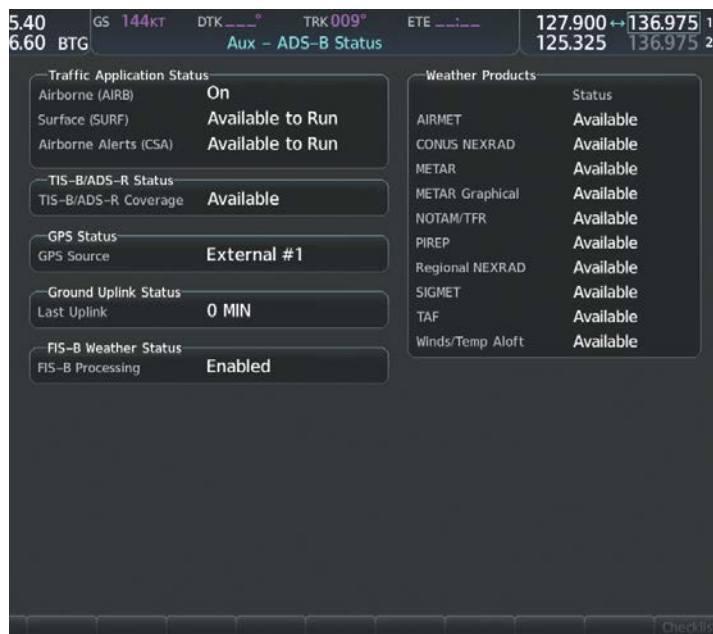 5.40 GS 144KT DTK ___° TRK 009° ETE __:__ 127.900 ↔ 136.975 1
6.60 BTG Aux – ADS–B Status 125.325 136.975 2
Traffic Application Status
Airborne (AIRB) On
Surface (SURF) Available to Run
Airborne Alerts (CSA) Available to Run
TIS–B/ADS–R Status
TIS–B/ADS–R Coverage Available
GPS Status
GPS Source External #1
Ground Uplink Status
Last Uplink 0 MIN
FIS–B Weather Status
FIS–B Processing Enabled
Weather Products
Status
AIRMET Available
CONUS NEXRAD Available
METAR Available
METAR Graphical Available
NOTAM/TFR Available
PIREP Available
Regional NEXRAD Available
SIGMET Available
TAF Available
Winds/Temp Aloft Available
Checklis